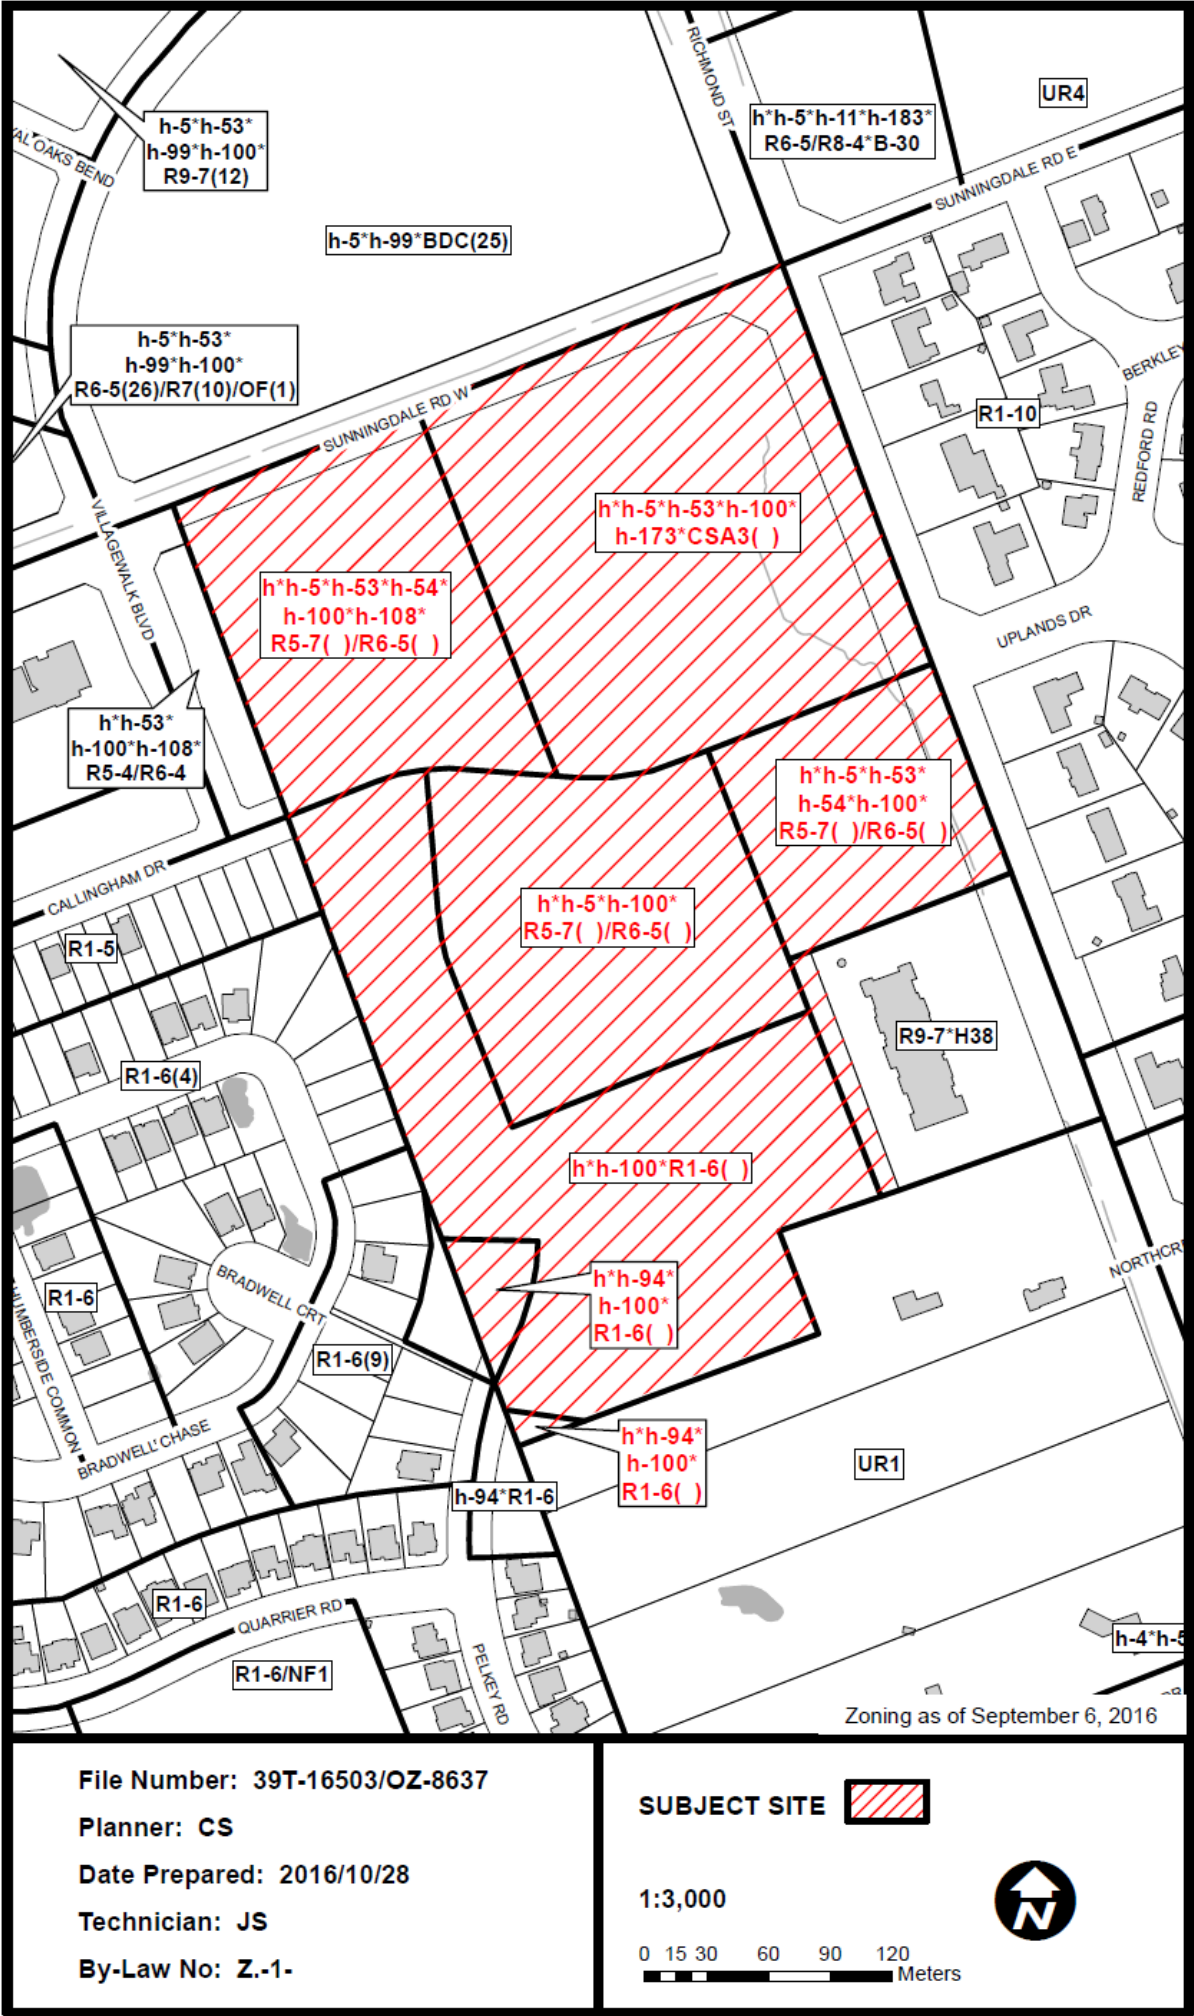 RICHMOND ST
UR4
h*h-5*h-11*h-183*
R6-5/R8-4*B-30
h-5*h-53*
h-99*h-100*
R9-7(12)
OAKS BEND
SUNNINGDALE RD E
h-5*h-99*BDC(25)
h-5*h-53*
h-99*h-100*
R6-5(26)/R7(10)/OF(1)
BERKLEY
SUNNINGDALE RD W
R1-10
REDFORD RD
h*h-5*h-53*h-100*
h-173*CSA3( )
VILLAGEWALK BLVD
h*h-5*h-53*h-54*
h-100*h-108*
R5-7( )/R6-5( )
UPLANDS DR
h*h-53*
h-100*h-108*
R5-4/R6-4
h*h-5*h-53*
h-54*h-100*
R5-7( )/R6-5( )
CALLINGHAM DR
h*h-5*h-100*
R5-7( )/R6-5( )
R1-5
R9-7*H38
R1-6(4)
h*h-100*R1-6( )
NORTHCR
BRADWELL CRT
R1-6
h*h-94*
h-100*
R1-6( )
HUMBERSIDE COMMON
R1-6(9)
BRADWELL CHASE
h*h-94*
h-100*
R1-6( )
UR1
h-94*R1-6
R1-6
QUARRIER RD
h-4*h-5
R1-6/NF1
PELKEY RD
Zoning as of September 6, 2016
File Number: 39T-16503/OZ-8637
Planner: CS
Date Prepared: 2016/10/28
Technician: JS
By-Law No: Z.-1-
SUBJECT SITE
1:3,000
N
0 15 30 60 90 120
Meters